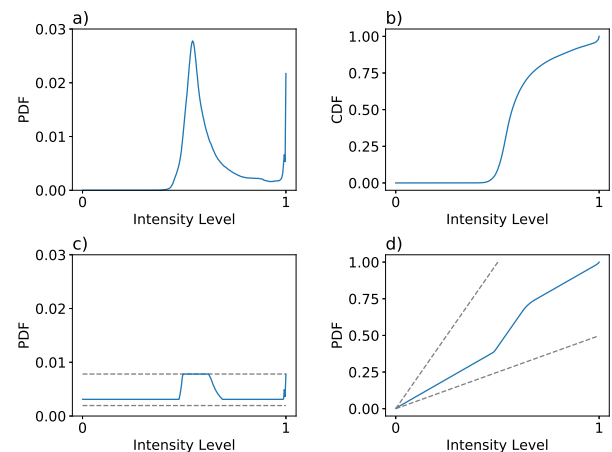 a)
0.03
0.02
0.01
0.00
PDF
0 1
Intensity Level
b)
1.00
0.75
0.50
0.25
0.00
CDF
0 1
Intensity Level
c)
0.03
0.02
0.01
0.00
PDF
0 1
Intensity Level
d)
1.00
0.75
0.50
0.25
0.00
PDF
0 1
Intensity Level